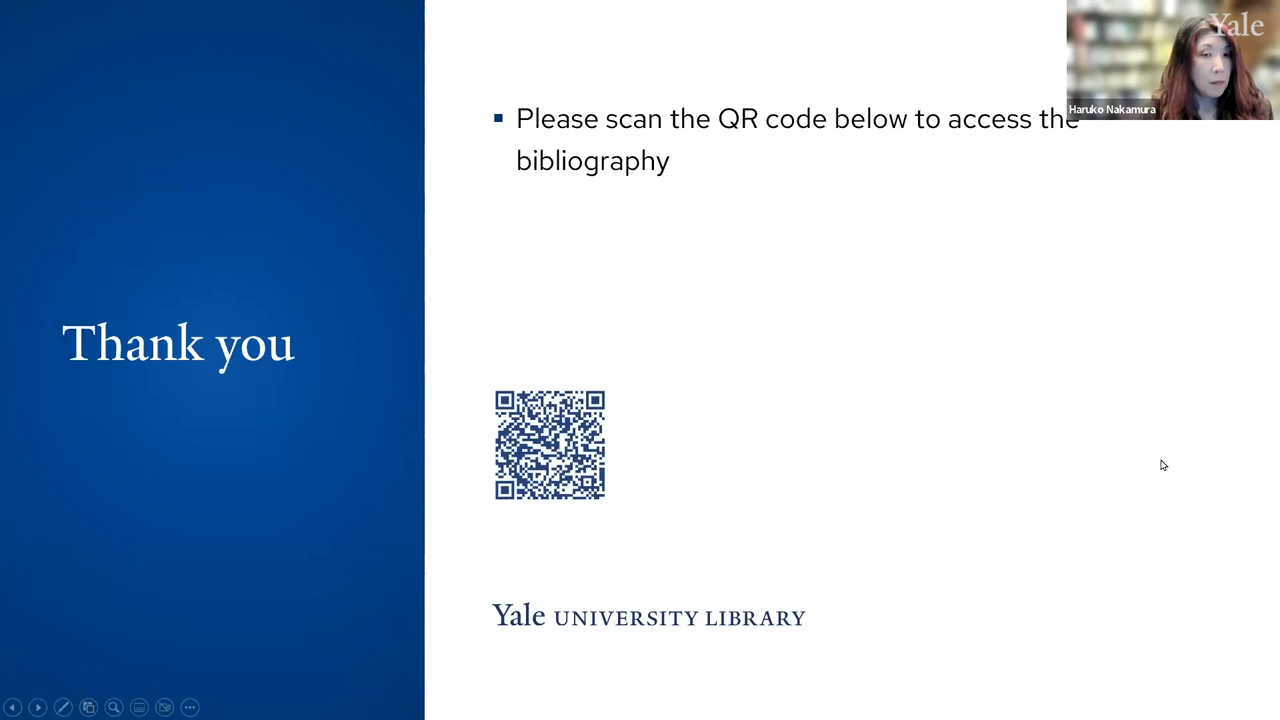 Yale
Haruko Nakamura
Please scan the QR code below to access the
bibliography
Thank you
Yale UNIVERSITY LIBRARY